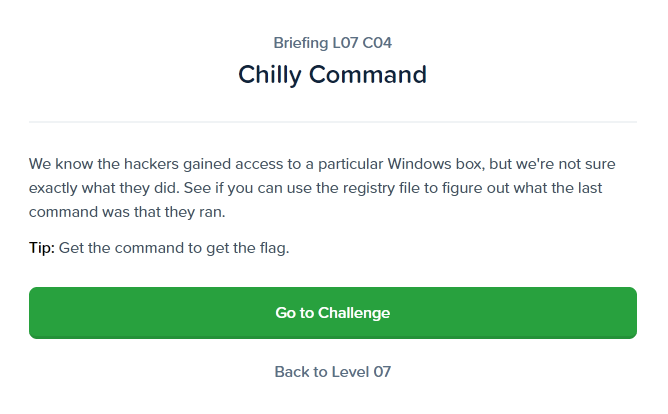 Briefing L07 C04
Chilly Command
We know the hackers gained access to a particular Windows box, but we're not sure
exactly what they did. See if you can use the registry file to figure out what the last
command was that they ran.
Tip: Get the command to get the flag.
Go to Challenge
Back to Level 07